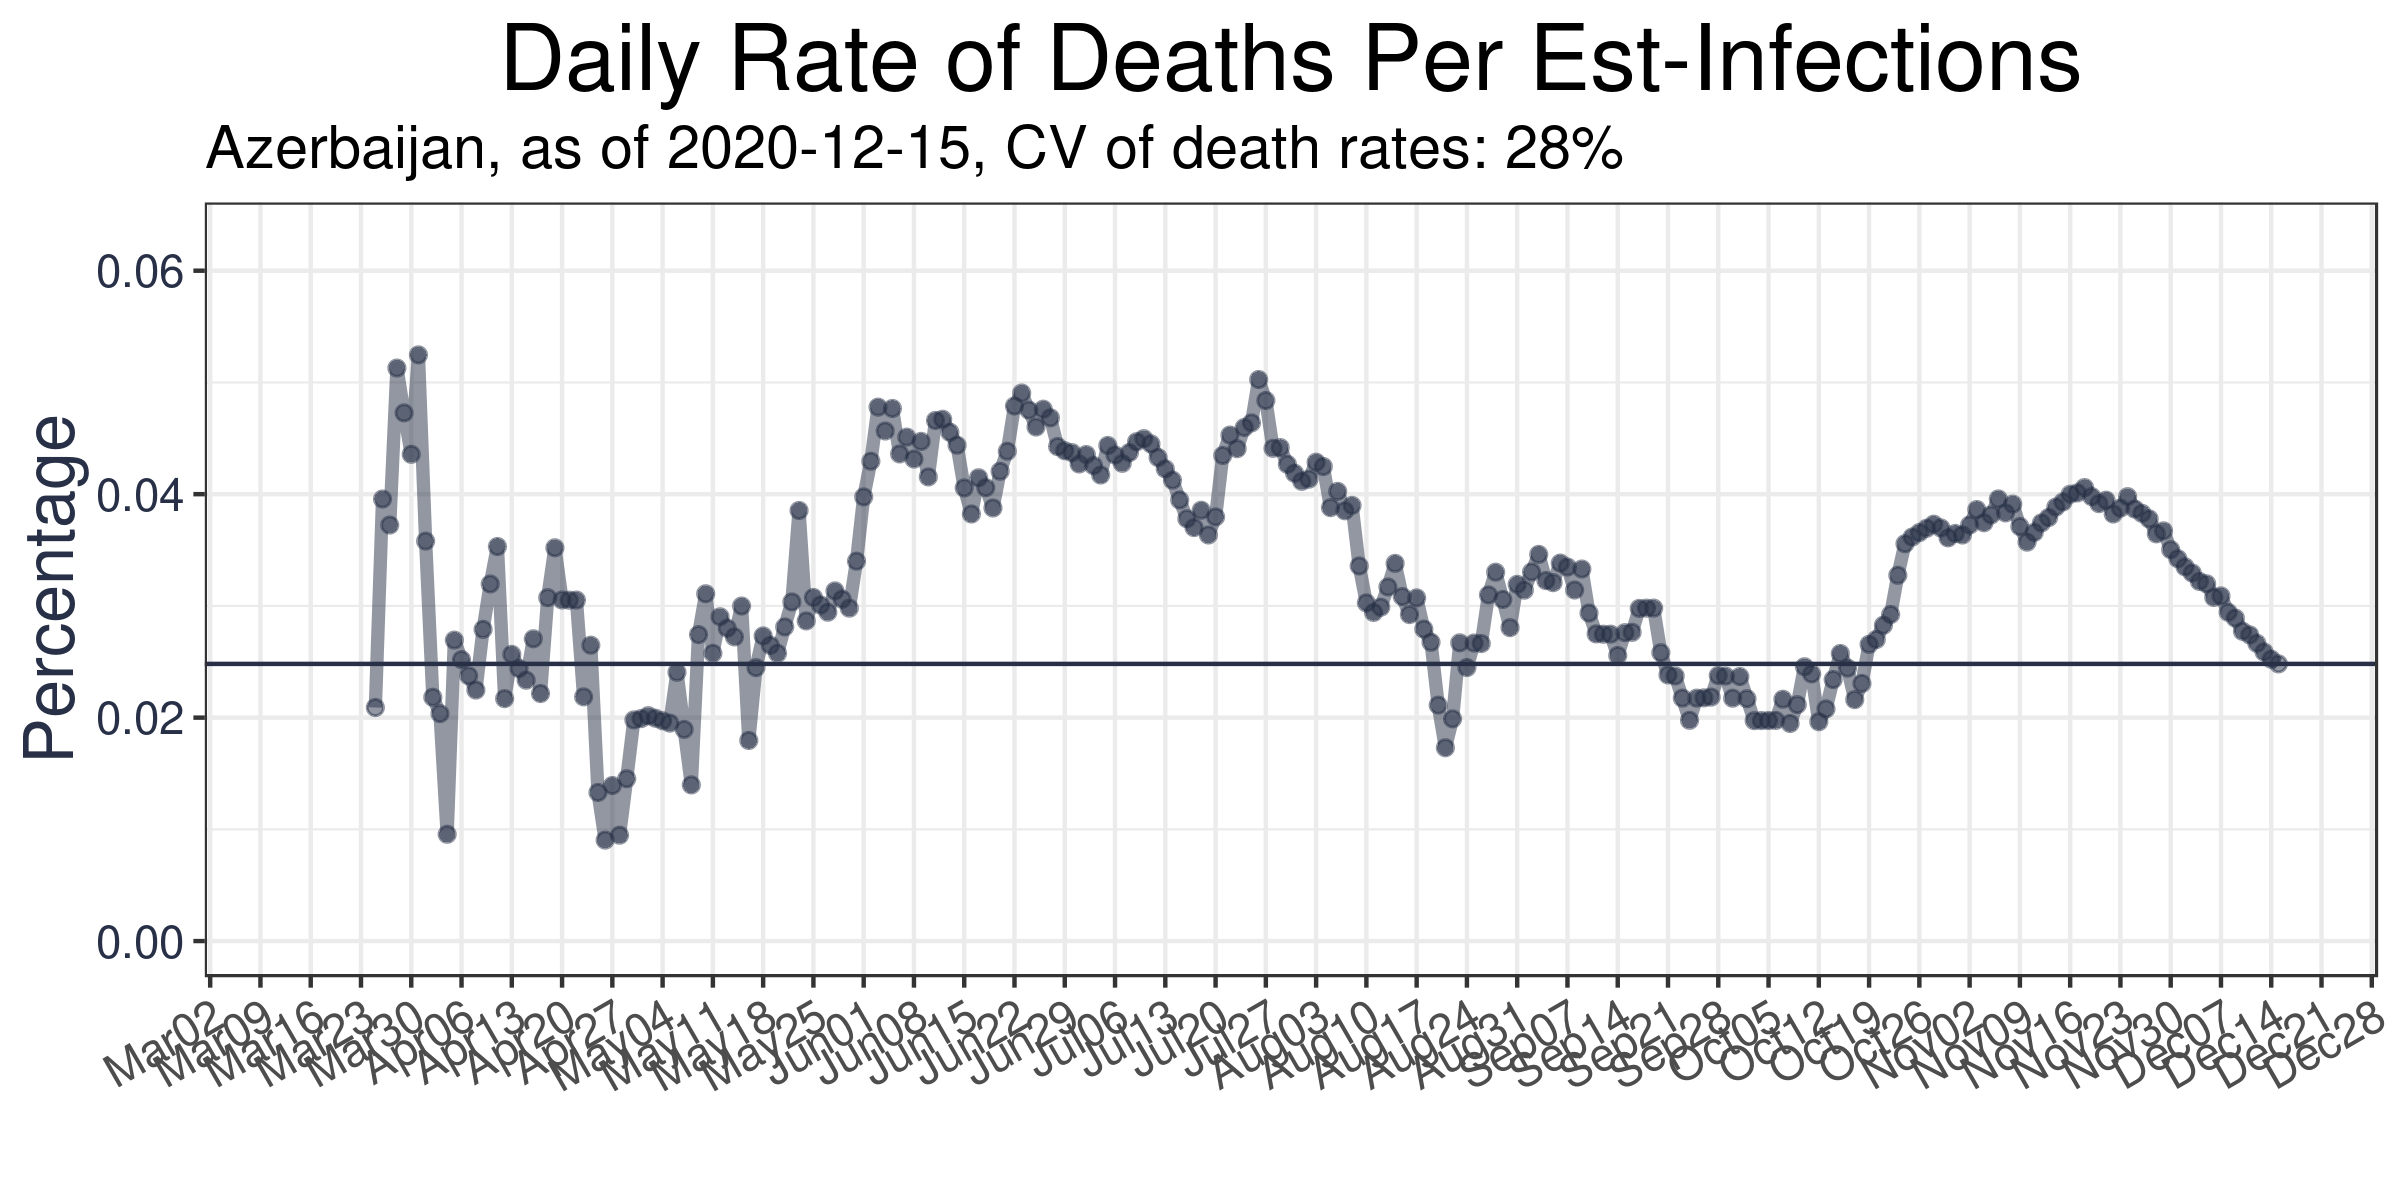 Daily Rate of Deaths Per Est-Infections
Azerbaijan, as of 2020-12-15, CV of death rates: 28%
Percentage
0.06
0.04
0.02
0.00
Mar02
Mar09
Mar16
Mar23
Mar30
Apr06
Apr13
Apr20
Apr27
May04
May11
May18
May25
Jun01
Jun08
Jun15
Jun22
Jun29
Jul06
Jul13
Jul20
Jul27
Aug03
Aug10
Aug17
Aug24
Aug31
Sep07
Sep14
Sep21
Sep28
Oct05
Oct12
Oct19
Oct26
Nov02
Nov09
Nov16
Nov23
Nov30
Dec07
Dec14
Dec21
Dec28